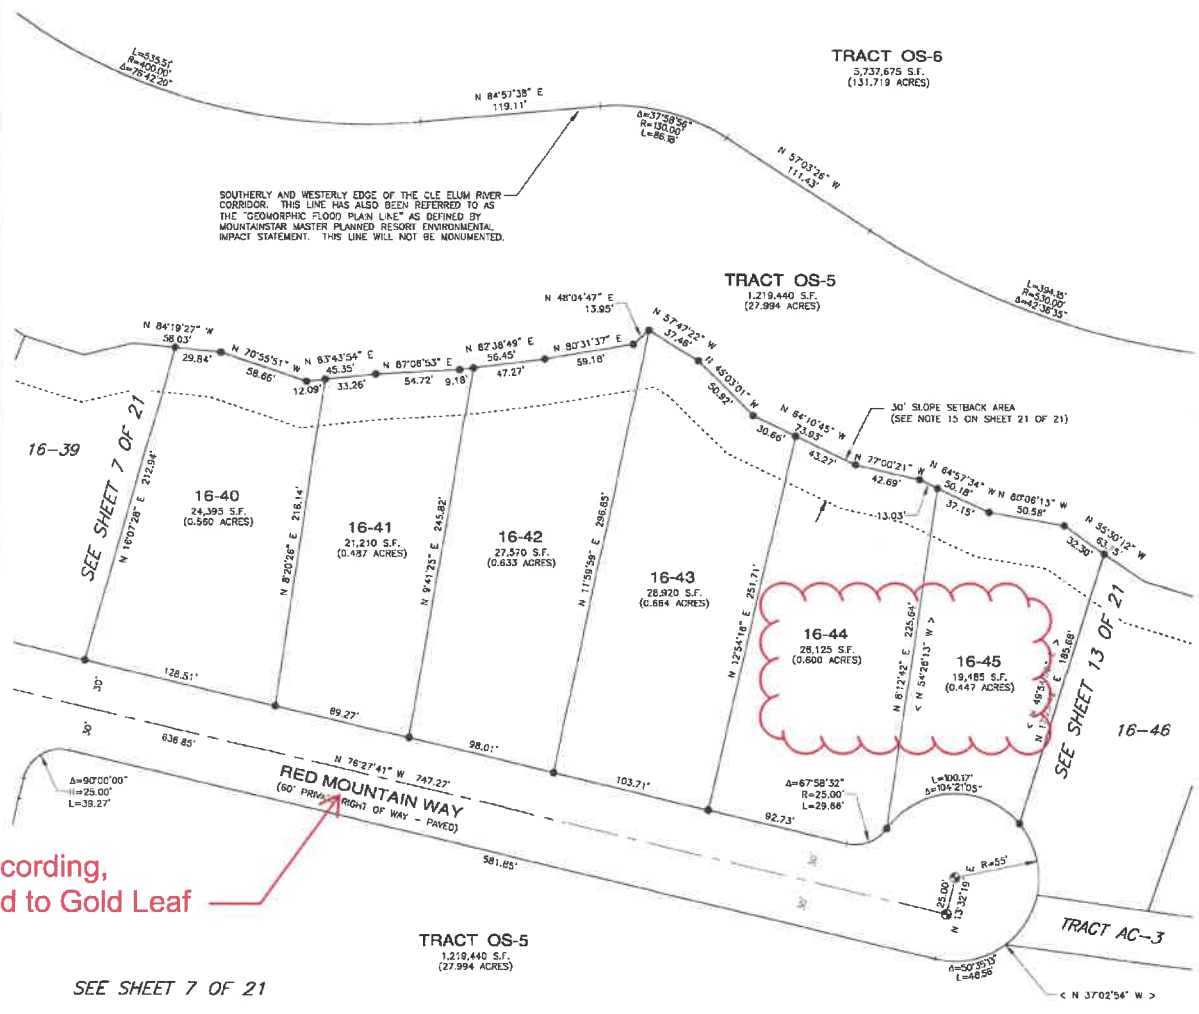 L=535.51'
R=400.00'
Δ=76°42'20"
TRACT OS-6
5,737,675 S.F.
(131.719 ACRES)
N 84°57'38" E
119.11'
Δ=37°58'56"
R=130.00'
L=86.18'
N 57°03'26" W
111.43'
SOUTHERLY AND WESTERLY EDGE OF THE CLE ELUM RIVER
CORRIDOR. THIS LINE HAS ALSO BEEN REFERRED TO AS
THE "GEOMORPHIC FLOOD PLAIN LINE" AS DEFINED BY
MOUNTAINSTAR MASTER PLANNED RESORT ENVIRONMENTAL
IMPACT STATEMENT. THIS LINE WILL NOT BE MONUMENTED.
TRACT OS-5
1,219,440 S.F.
(27.994 ACRES)
L=394.15'
R=530.00'
Δ=42°36'35"
N 48°04'47" E
13.95'
N 84°19'27" W
58.03'
29.84'
N 70°55'51" W
58.66'
N 83°43'54" E
45.35'
12.09'
33.26'
N 87°08'53" E
54.72'
N 82°38'49" E
56.45'
9.18'
47.27'
N 80°31'37" E
59.18'
N 57°47'22" W
37.46'
N 45°03'01" W
50.92'
N 64°10'45" W
73.93'
30.66'
43.27'
30' SLOPE SETBACK AREA
(SEE NOTE 15 ON SHEET 21 OF 21)
N 77°00'21" W
42.69'
N 64°57'34" W
50.18'
13.03'
37.15'
N 80°06'13" W
50.58'
N 55°30'12" W
32.30'
16-39
SEE SHEET 7 OF 21
N 16°07'28" E 212.94'
16-40
24,395 S.F.
(0.560 ACRES)
N 8°20'26" E 216.14'
16-41
21,210 S.F.
(0.487 ACRES)
N 9°41'25" E 245.82'
16-42
27,570 S.F.
(0.633 ACRES)
N 11°59'59" E 296.65'
16-43
28,920 S.F.
(0.664 ACRES)
N 12°54'16" E 251.71'
16-44
26,125 S.F.
(0.600 ACRES)
N 8°12'42" E 225.64'
< N 54°26'13" W >
16-45
19,485 S.F.
(0.447 ACRES)
E 185.68'
SEE SHEET 13 OF 21
16-46
128.51'
89.27'
98.01'
103.71'
92.73'
30'
30'
636.85'
N 76°27'41" W 747.27'
RED MOUNTAIN WAY
(60' PRIVATE RIGHT OF WAY - PAVED)
581.85'
Δ=90°00'00"
R=25.00'
L=39.27'
Δ=67°58'32"
R=25.00'
L=29.66'
L=100.17'
Δ=104°21'05"
R=55'
25.00'
N 13°32'19 E
30'
30'
cording,
d to Gold Leaf
TRACT AC-3
TRACT OS-5
1,219,440 S.F.
(27.994 ACRES)
Δ=50°35'13"
L=48.56'
< N 37°02'54" W >
SEE SHEET 7 OF 21